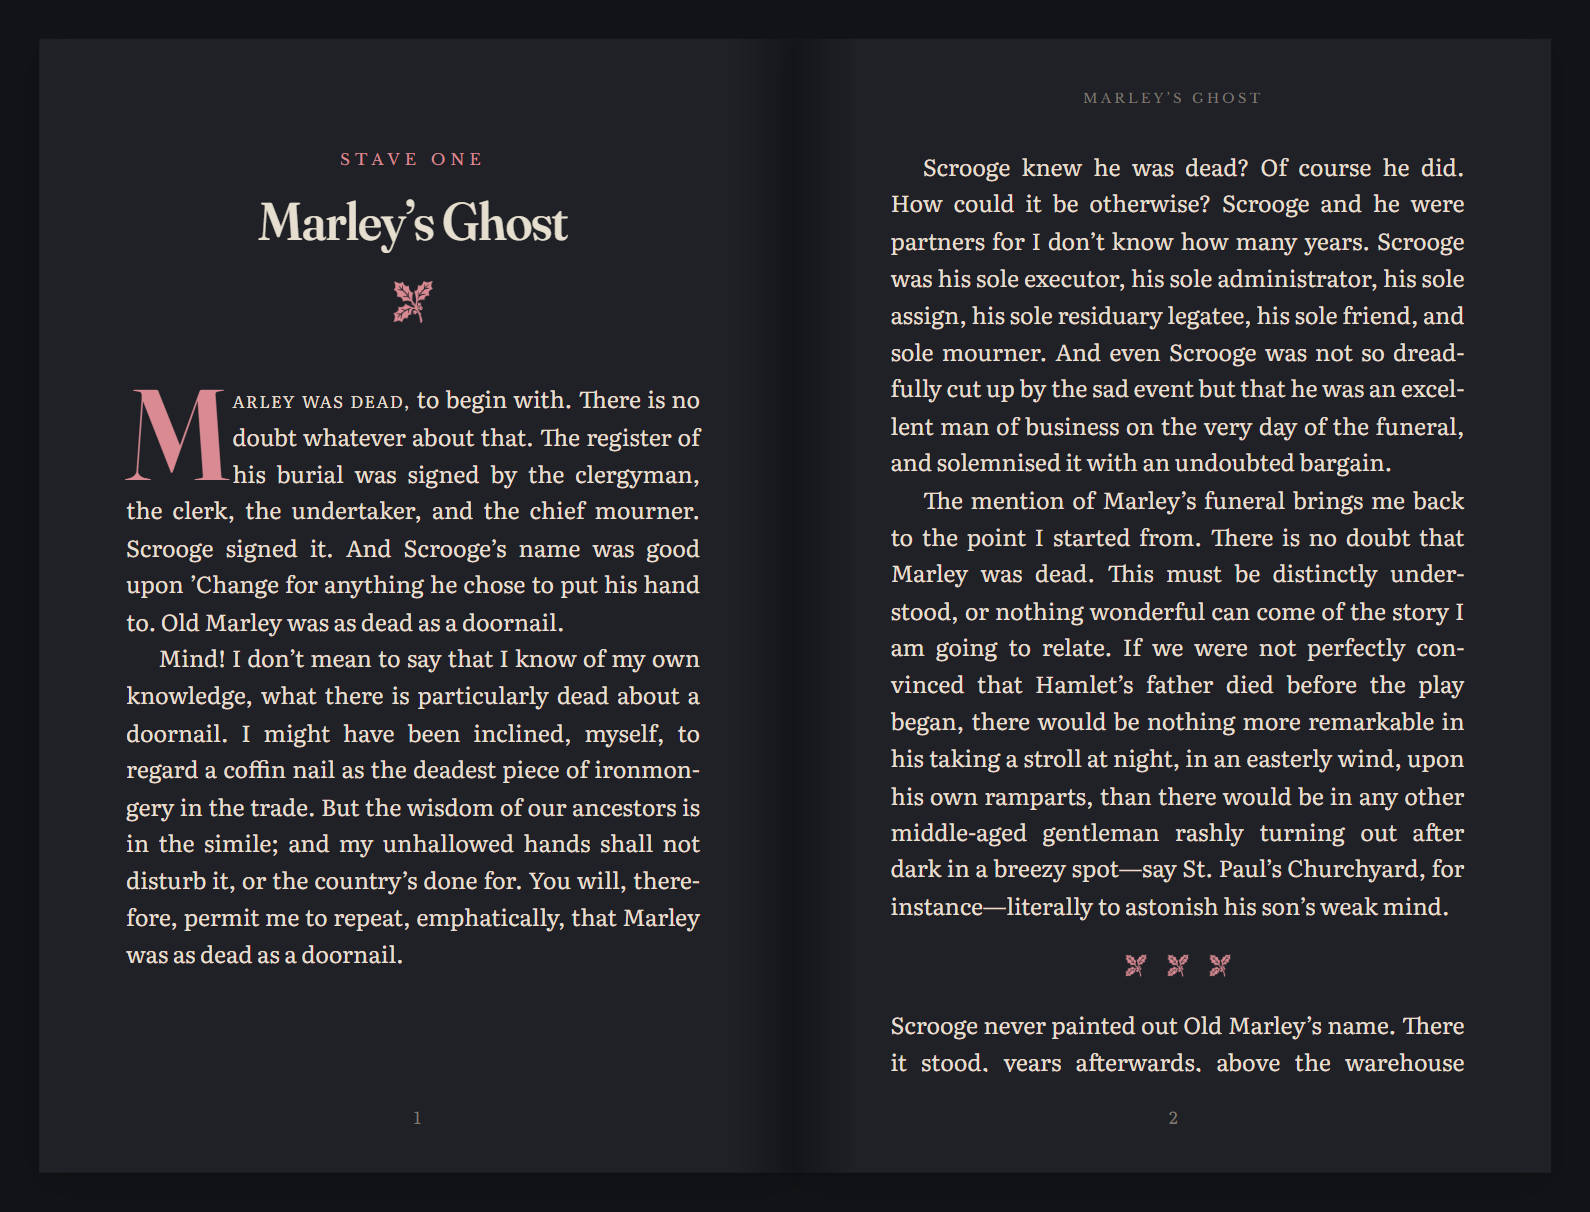 STAVE ONE
Marley’s Ghost
MARLEY WAS DEAD, to begin with. There is no
doubt whatever about that. The register of
his burial was signed by the clergyman,
the clerk, the undertaker, and the chief mourner.
Scrooge signed it. And Scrooge’s name was good
upon ’Change for anything he chose to put his hand
to. Old Marley was as dead as a doornail.
Mind! I don’t mean to say that I know of my own
knowledge, what there is particularly dead about a
doornail. I might have been inclined, myself, to
regard a coffin nail as the deadest piece of ironmon-
gery in the trade. But the wisdom of our ancestors is
in the simile; and my unhallowed hands shall not
disturb it, or the country’s done for. You will, there-
fore, permit me to repeat, emphatically, that Marley
was as dead as a doornail.
1
MARLEY’S GHOST
Scrooge knew he was dead? Of course he did.
How could it be otherwise? Scrooge and he were
partners for I don’t know how many years. Scrooge
was his sole executor, his sole administrator, his sole
assign, his sole residuary legatee, his sole friend, and
sole mourner. And even Scrooge was not so dread-
fully cut up by the sad event but that he was an excel-
lent man of business on the very day of the funeral,
and solemnised it with an undoubted bargain.
The mention of Marley’s funeral brings me back
to the point I started from. There is no doubt that
Marley was dead. This must be distinctly under-
stood, or nothing wonderful can come of the story I
am going to relate. If we were not perfectly con-
vinced that Hamlet’s father died before the play
began, there would be nothing more remarkable in
his taking a stroll at night, in an easterly wind, upon
his own ramparts, than there would be in any other
middle-aged gentleman rashly turning out after
dark in a breezy spot—say St. Paul’s Churchyard, for
instance—literally to astonish his son’s weak mind.
Scrooge never painted out Old Marley’s name. There
it stood, years afterwards, above the warehouse
2